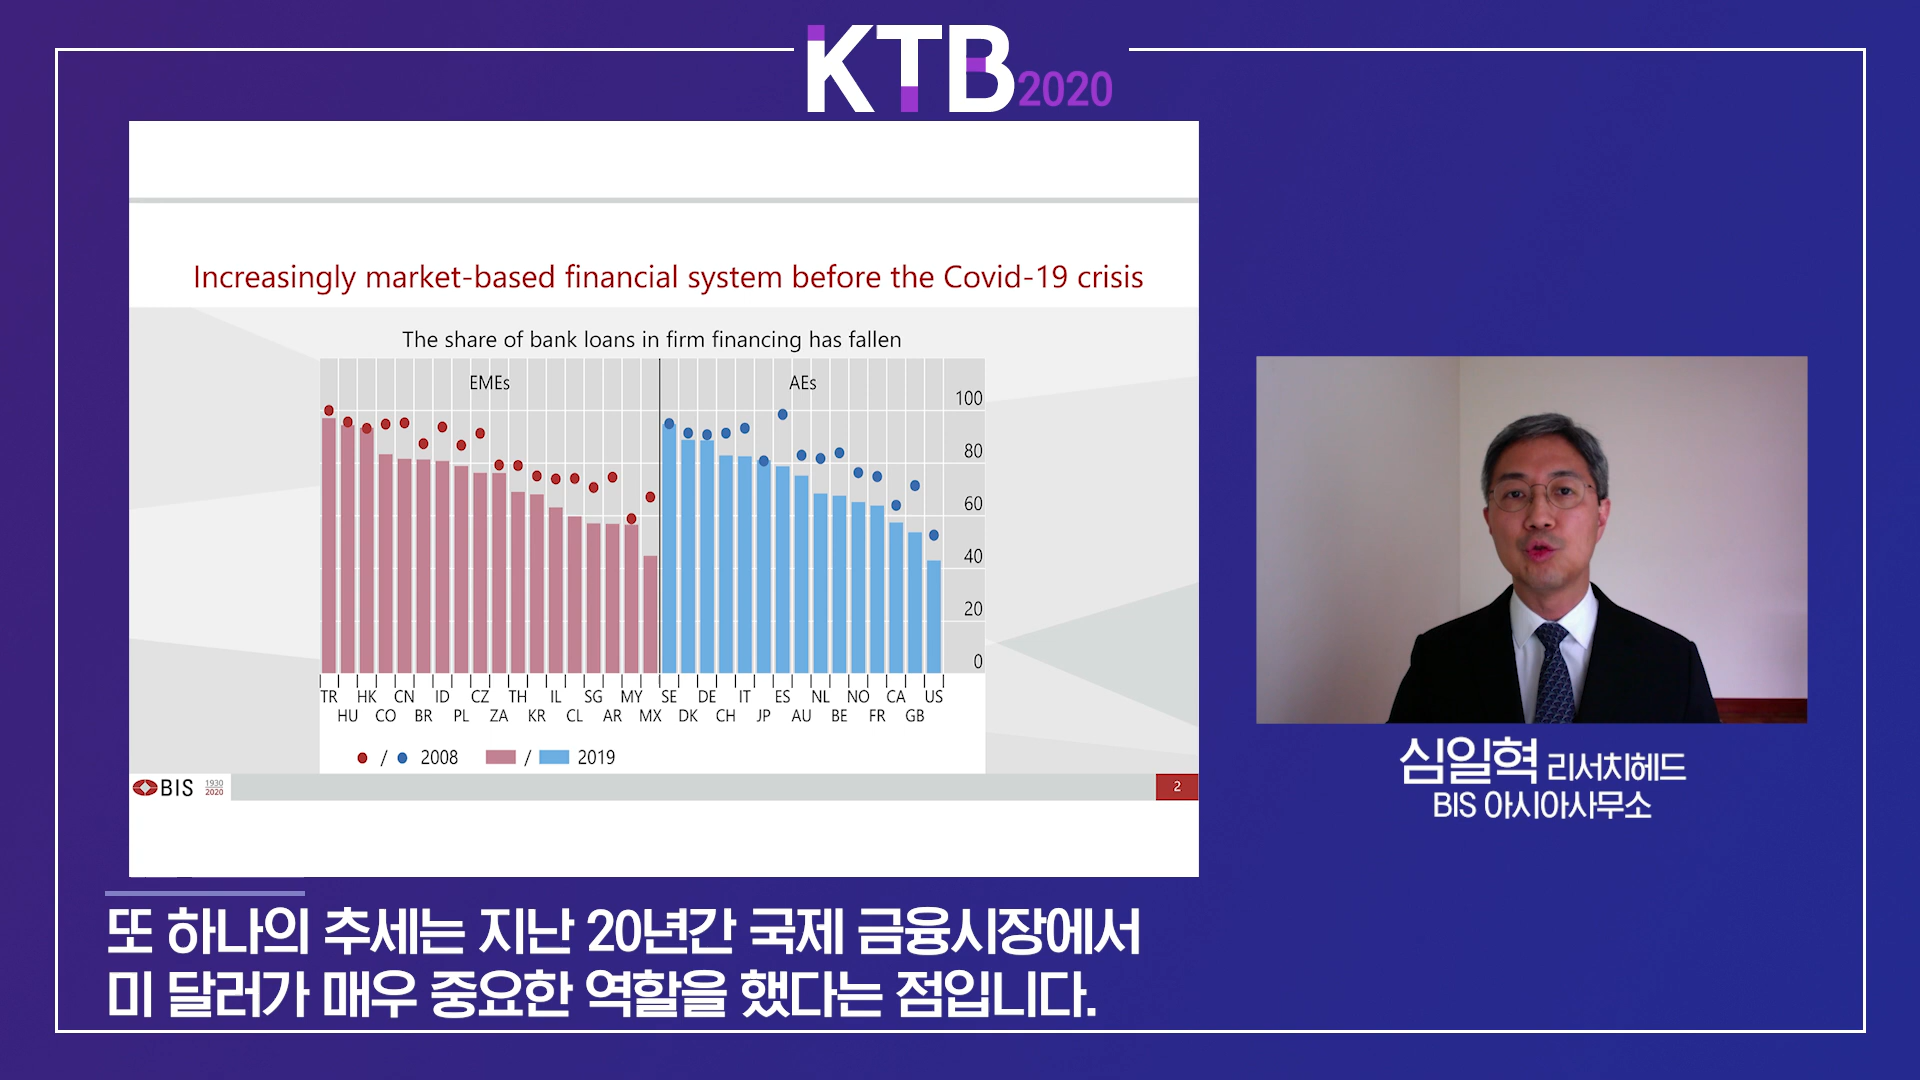 KTB 2020
Increasingly market-based financial system before the Covid-19 crisis
The share of bank loans in firm financing has fallen
EMEs AEs
100
80
60
40
20
0
TR HK CN ID CZ TH IL SG MY SE DE IT ES NL NO CA US
HU CO BR PL ZA KR CL AR MX DK CH JP AU BE FR GB
/ 2008 / 2019
BIS 1930 2020
2
심일혁 리서치헤드
BIS 아시아사무소
또 하나의 추세는 지난 20년간 국제 금융시장에서
미 달러가 매우 중요한 역할을 했다는 점입니다.